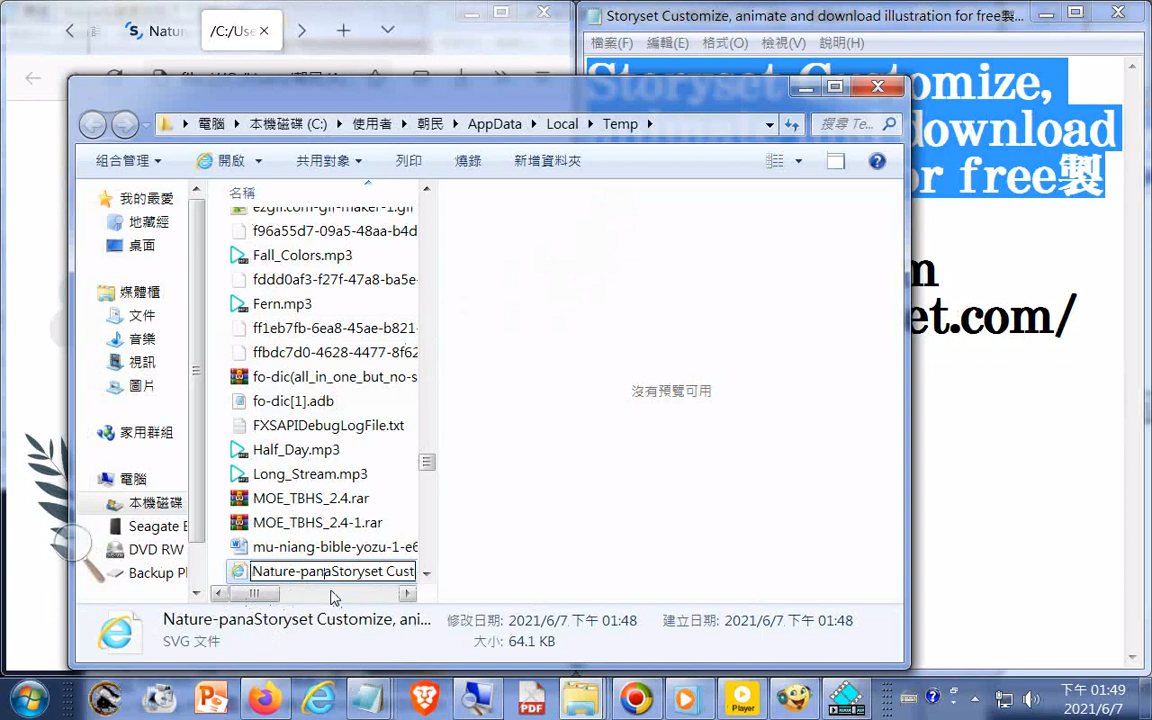 Natur
/C:/Use
Storyset Customize, animate and download illustration for free製...
檔案(F) 編輯(E) 格式(O) 檢視(V) 說明(H)
omize,
ownload
or free製
m
et.com/
電腦 本機磁碟 (C:) 使用者 朝民 AppData Local Temp
搜尋 Te...
組合管理 開啟 共用對象 列印 燒錄 新增資料夾
我的最愛
地藏經
桌面
媒體櫃
文件
音樂
視訊
圖片
家用群組
電腦
本機磁碟
Seagate E
DVD RW
Backup Pl
名稱
ezgif.com-gif-maker-1.gif
f96a55d7-09a5-48aa-b4d
Fall_Colors.mp3
fddd0af3-f27f-47a8-ba5e-
Fern.mp3
ff1eb7fb-6ea8-45ae-b821-
ffbdc7d0-4628-4477-8f62
fo-dic(all_in_one_but_no-s
fo-dic[1].adb
FXSAPIDebugLogFile.txt
Half_Day.mp3
Long_Stream.mp3
MOE_TBHS_2.4.rar
MOE_TBHS_2.4-1.rar
mu-niang-bible-yozu-1-e6
Nature-panaStoryset Cust
沒有預覽可用
Nature-panaStoryset Customize, ani...
SVG 文件
修改日期: 2021/6/7 下午 01:48
建立日期: 2021/6/7 下午 01:48
大小: 64.1 KB
PDF
Player
下午 01:49
2021/6/7